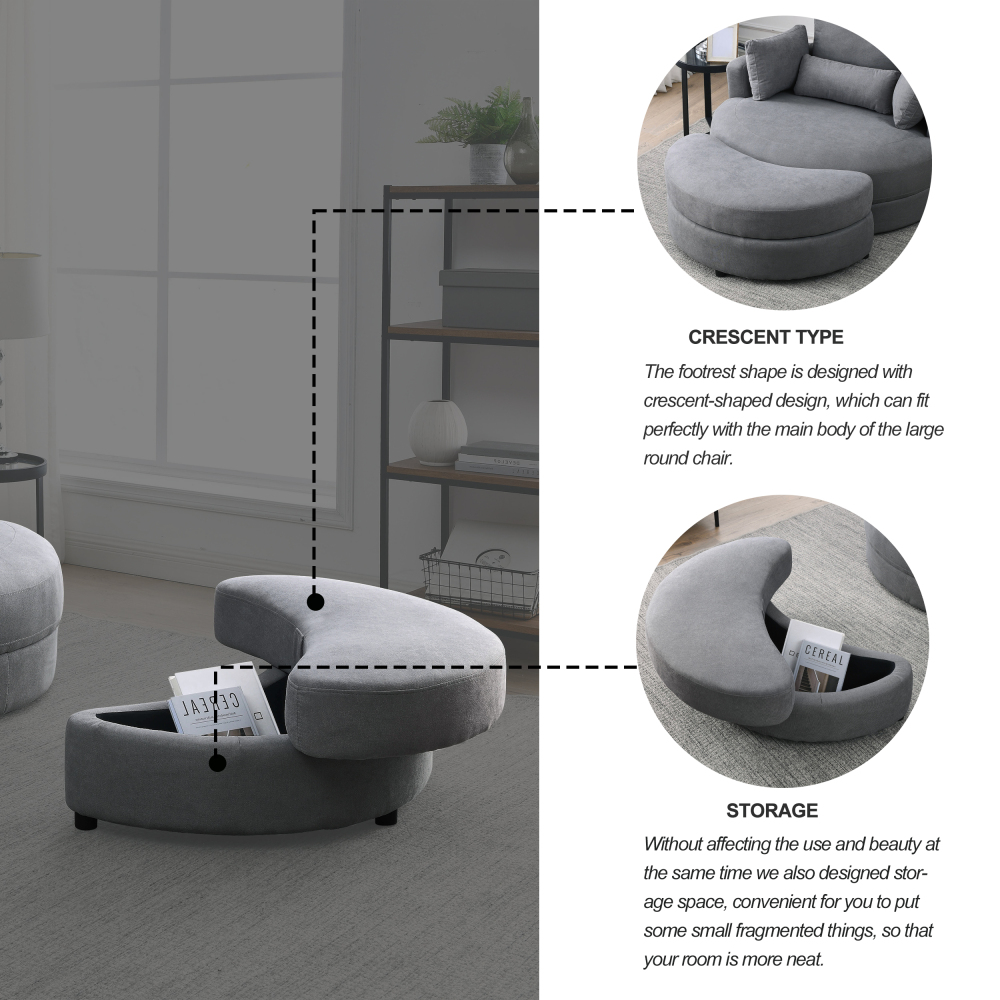 CRESCENT TYPE
The footrest shape is designed with
crescent-shaped design, which can fit
perfectly with the main body of the large
round chair.
CEREAL
CEREAL
STORAGE
Without affecting the use and beauty at
the same time we also designed stor-
age space, convenient for you to put
some small fragmented things, so that
your room is more neat.